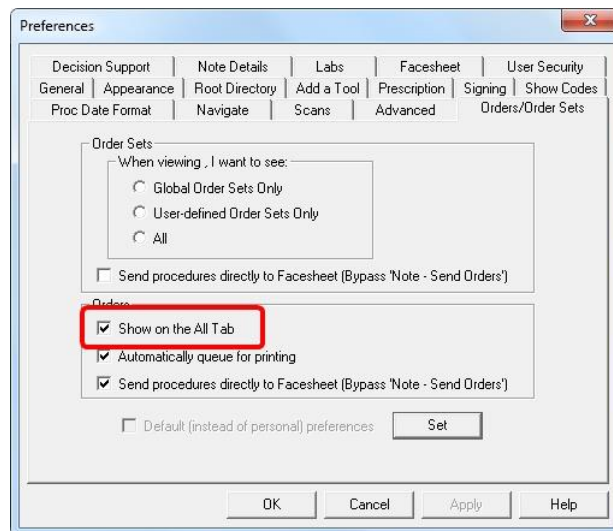 Preferences
Decision Support Note Details Labs Facesheet User Security
General Appearance Root Directory Add a Tool Prescription Signing Show Codes
Proc Date Format Navigate Scans Advanced Orders/Order Sets
Order Sets
When viewing , I want to see:
Global Order Sets Only
User-defined Order Sets Only
All
Send procedures directly to Facesheet (Bypass 'Note - Send Orders')
Orders
Show on the All Tab
Automatically queue for printing
Send procedures directly to Facesheet (Bypass 'Note - Send Orders')
Default (instead of personal) preferences Set
OK Cancel Apply Help